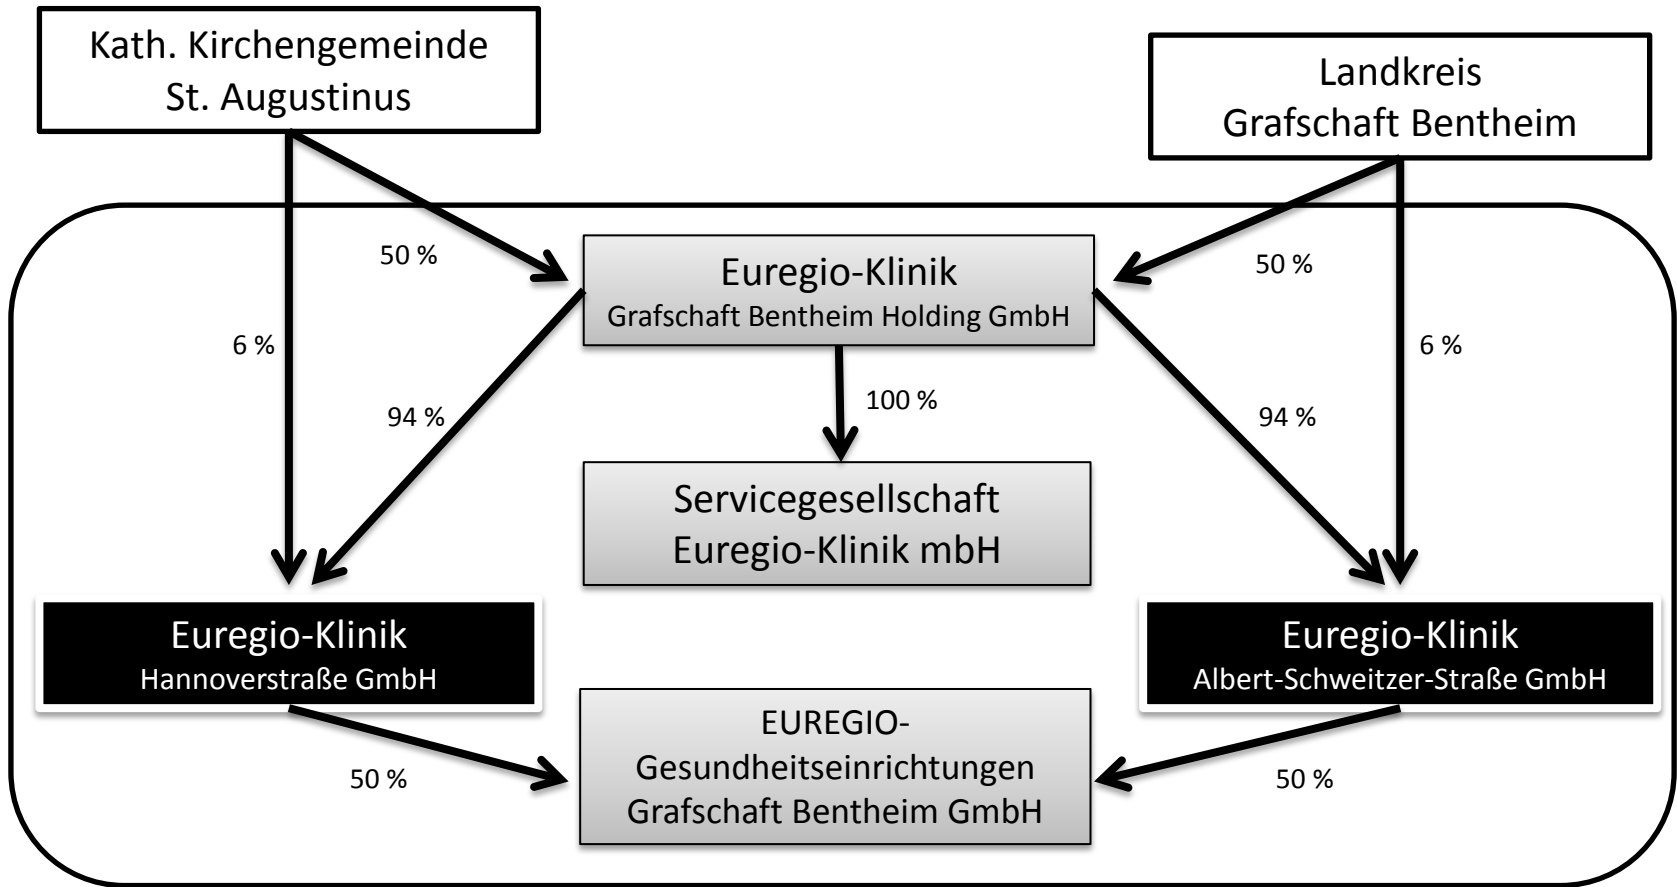 Kath. Kirchengemeinde
St. Augustinus
Landkreis
Grafschaft Bentheim
50 %
Euregio-Klinik
Grafschaft Bentheim Holding GmbH
50 %
6 %
6 %
94 %
100 %
94 %
Servicegesellschaft
Euregio-Klinik mbH
Euregio-Klinik
Hannoverstraße GmbH
Euregio-Klinik
Albert-Schweitzer-Straße GmbH
EUREGIO-
Gesundheitseinrichtungen
Grafschaft Bentheim GmbH
50 %
50 %